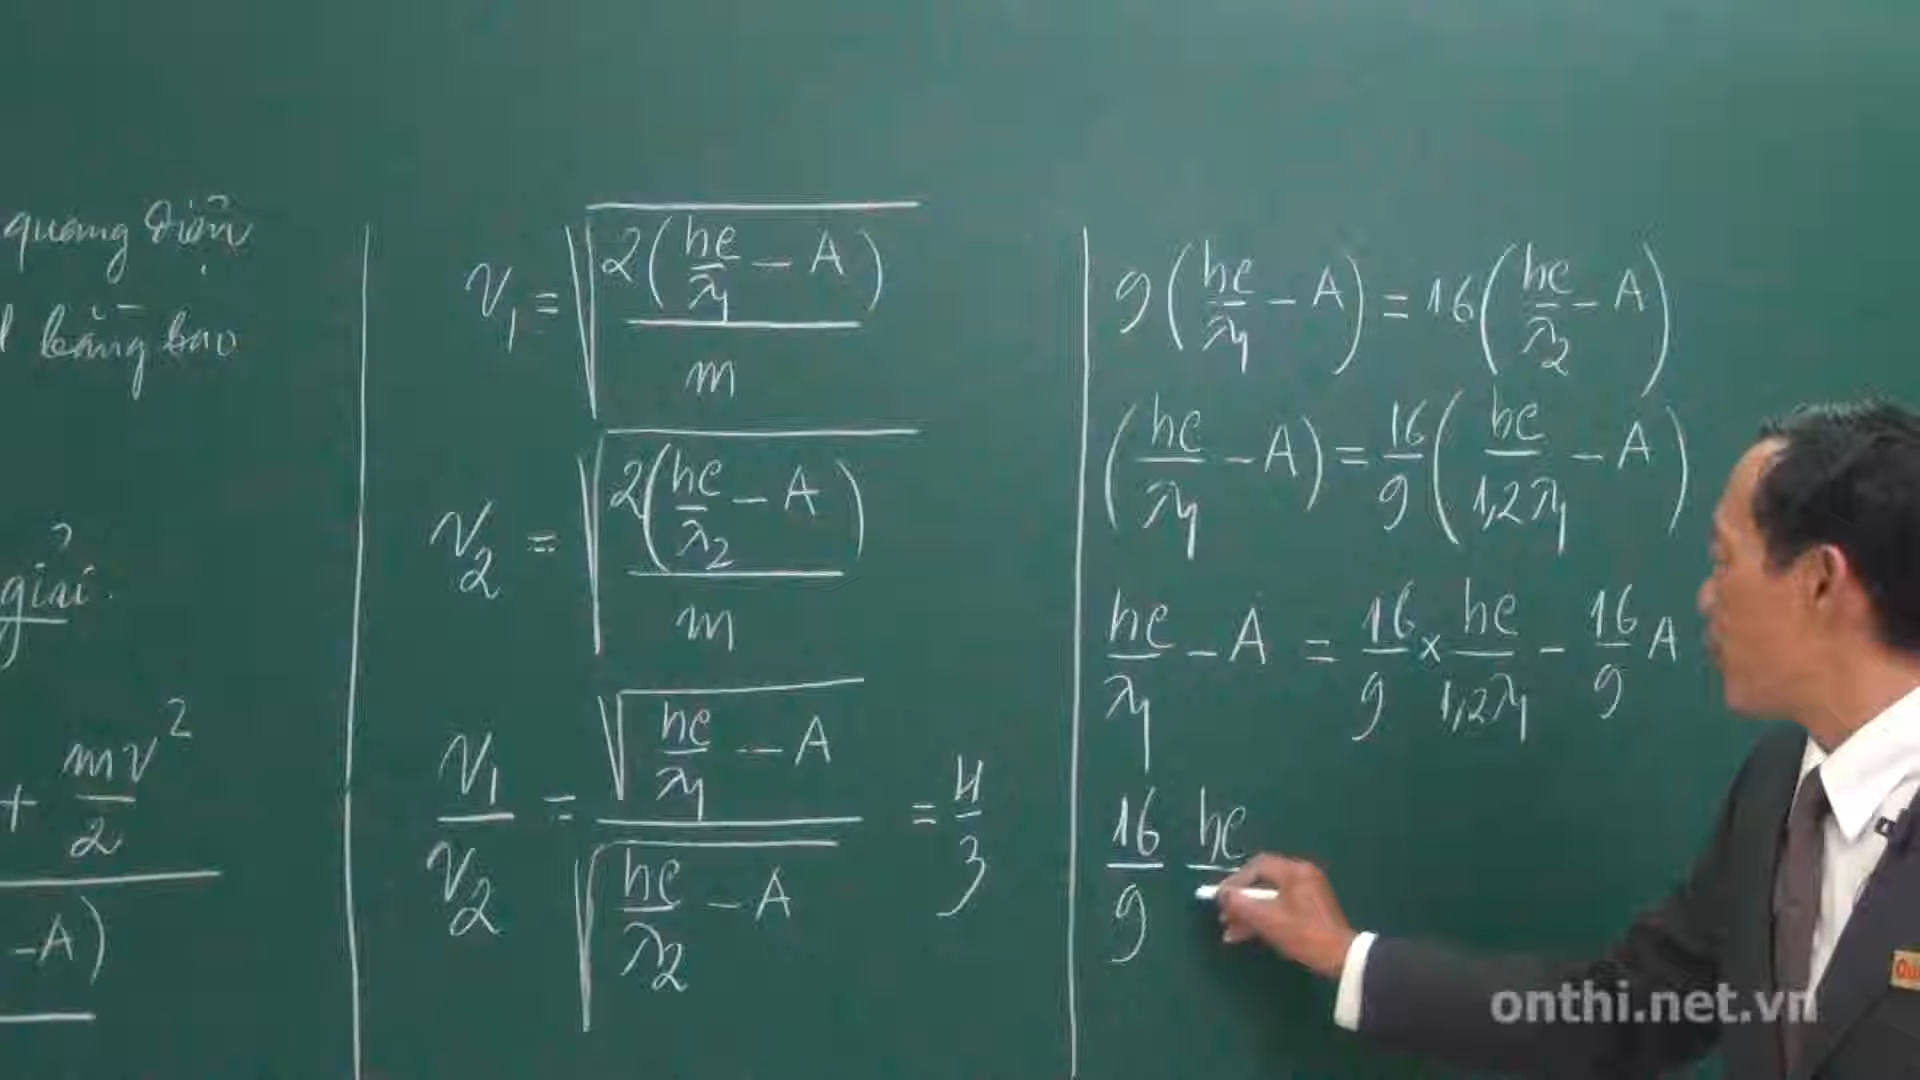 quang điện
bằng bao
giải.
+ mv²/2
-A)
v₁ = √(2(hc/λ₁ - A)/m)
v₂ = √(2(hc/λ₂ - A)/m)
v₁/v₂ = √(hc/λ₁ - A)/√(hc/λ₂ - A) = 4/3
9(hc/λ₁ - A) = 16(hc/λ₂ - A)
(hc/λ₁ - A) = 16/9(hc/1,2λ₁ - A)
hc/λ₁ - A = 16/9 x hc/1,2λ₁ - 16/9 A
16/9 hc
onthi.net.vn